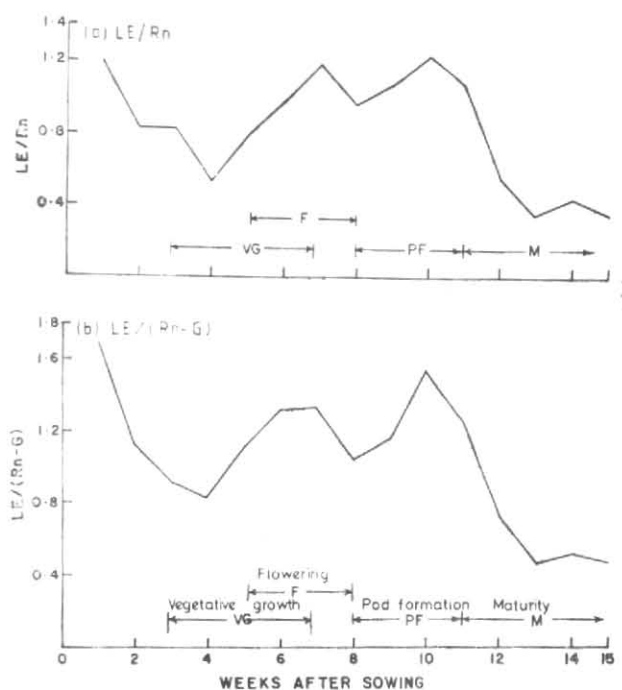 (a) LE/Rn
1·2
0·8
0·4
LE/Rn
F
VG
PF
M
1·8
(b) LE/(Rn-G)
1·6
1·2
0·8
0·4
LE/(Rn-G)
Flowering
F
Vegetative growth
VG
Pod formation
PF
Maturity
M
0 2 4 6 8 10 12 14 15
WEEKS AFTER SOWING